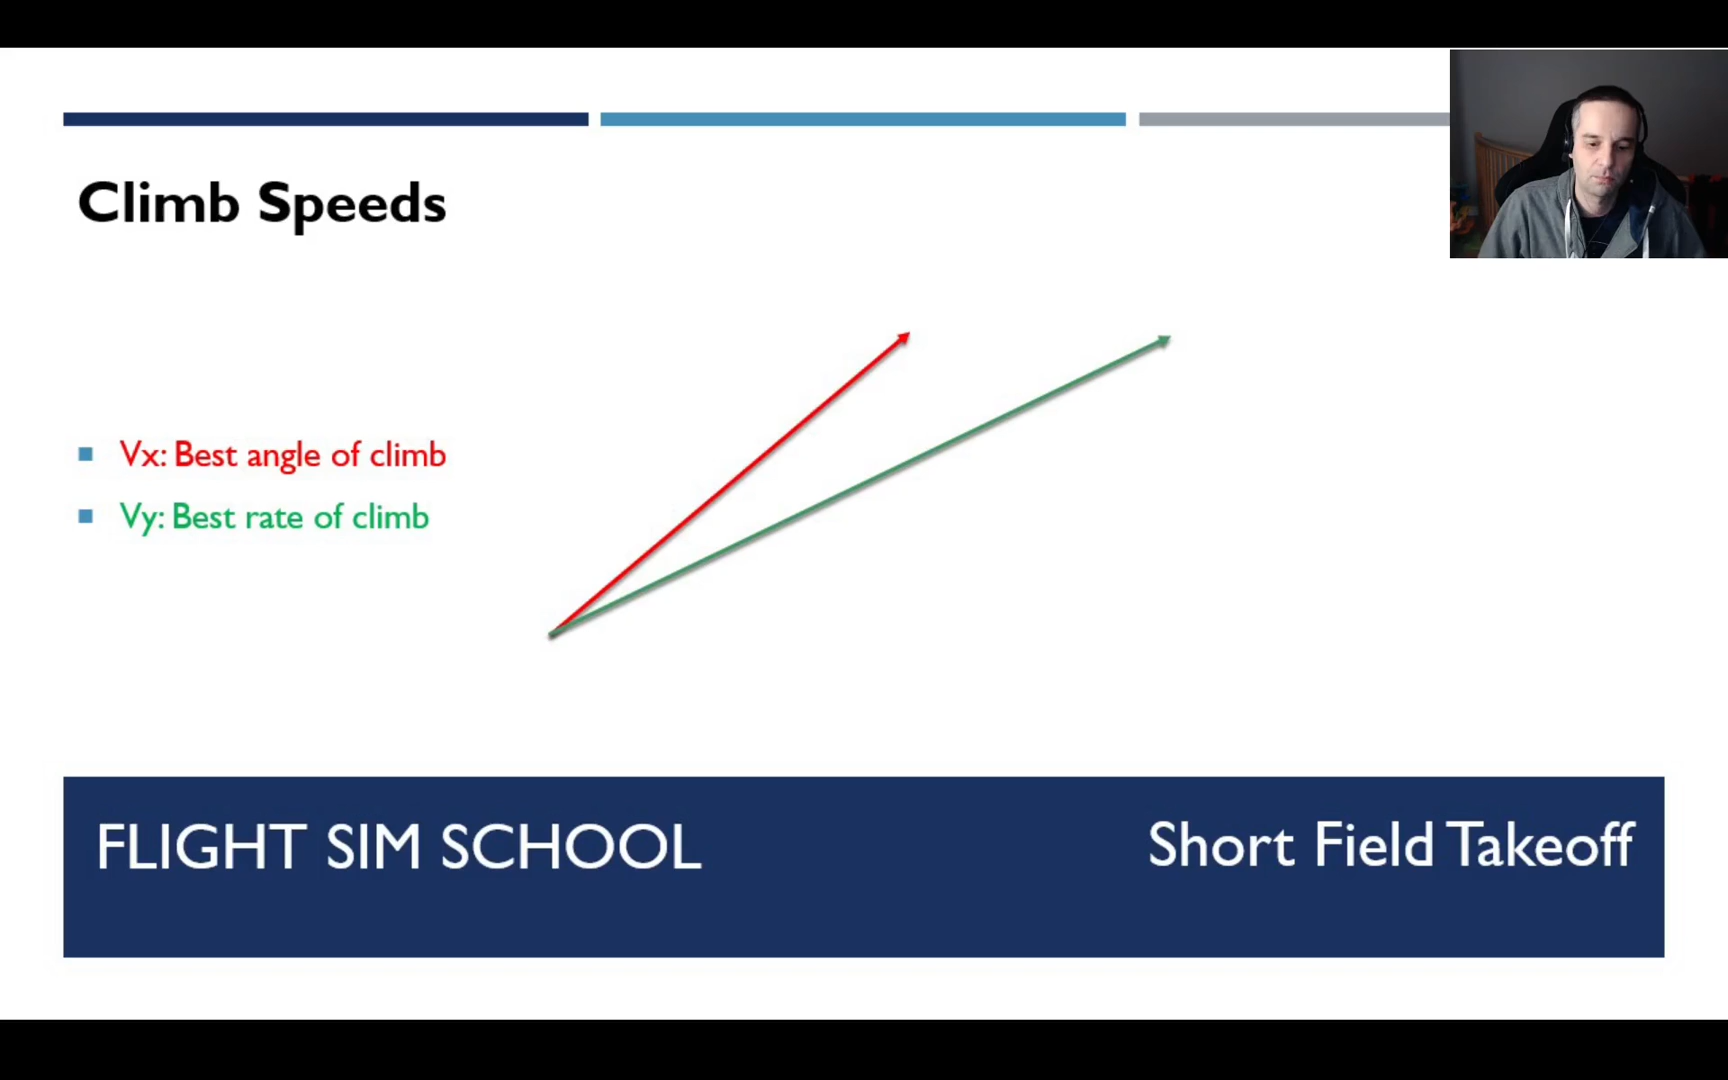 Climb Speeds
Vx: Best angle of climb
Vy: Best rate of climb
FLIGHT SIM SCHOOL
Short Field Takeoff